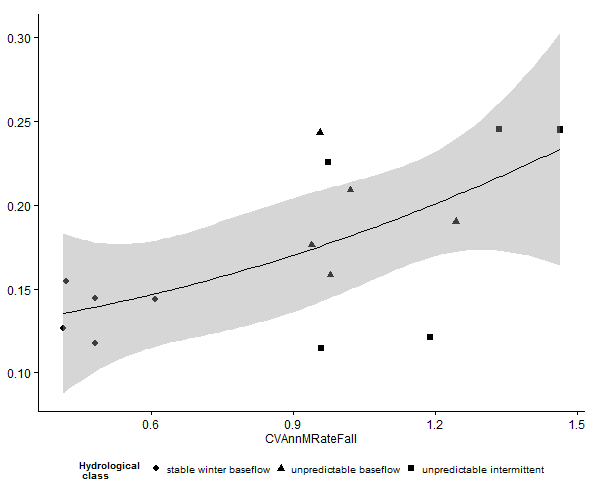 0.30
0.25
0.20
0.15
0.10
0.6 0.9 1.2 1.5
CVAnnMRateFall
Hydrological class
stable winter baseflow unpredictable baseflow unpredictable intermittent